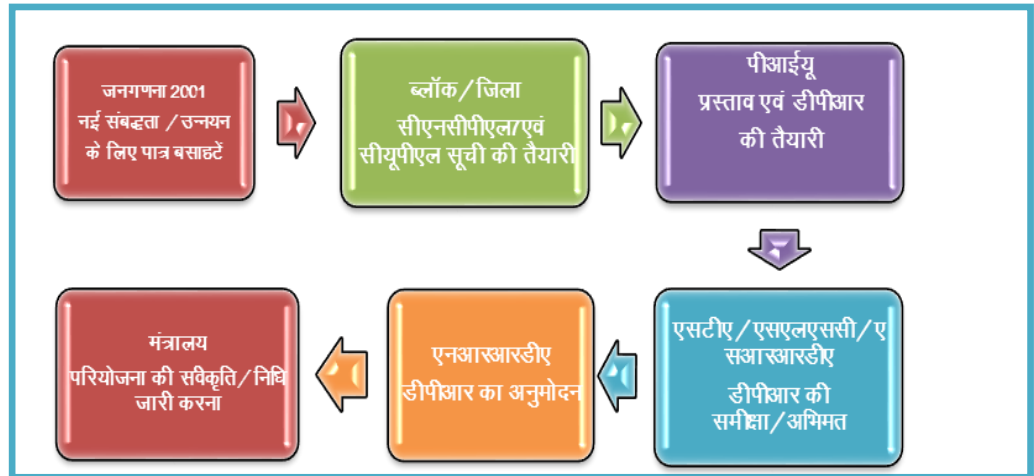 जनगणना 2001
नई संबद्धता / उन्नयन
के लिए पात्र बसाहटें
ब्लॉक/जिला
सीएनसीपीएल/एवं
सीयूपीएल सूची की तैयारी
पीआईयू
प्रस्ताव एवं डीपीआर
की तैयारी
एसटीए/एसएलएससी/ए
सआरआरडीए
डीपीआर की
समीक्षा/अभिमत
एनआरआरडीए
डीपीआर का अनुमोदन
मंत्रालय
परियोजना की सवैकृति/निधि
जारी करना